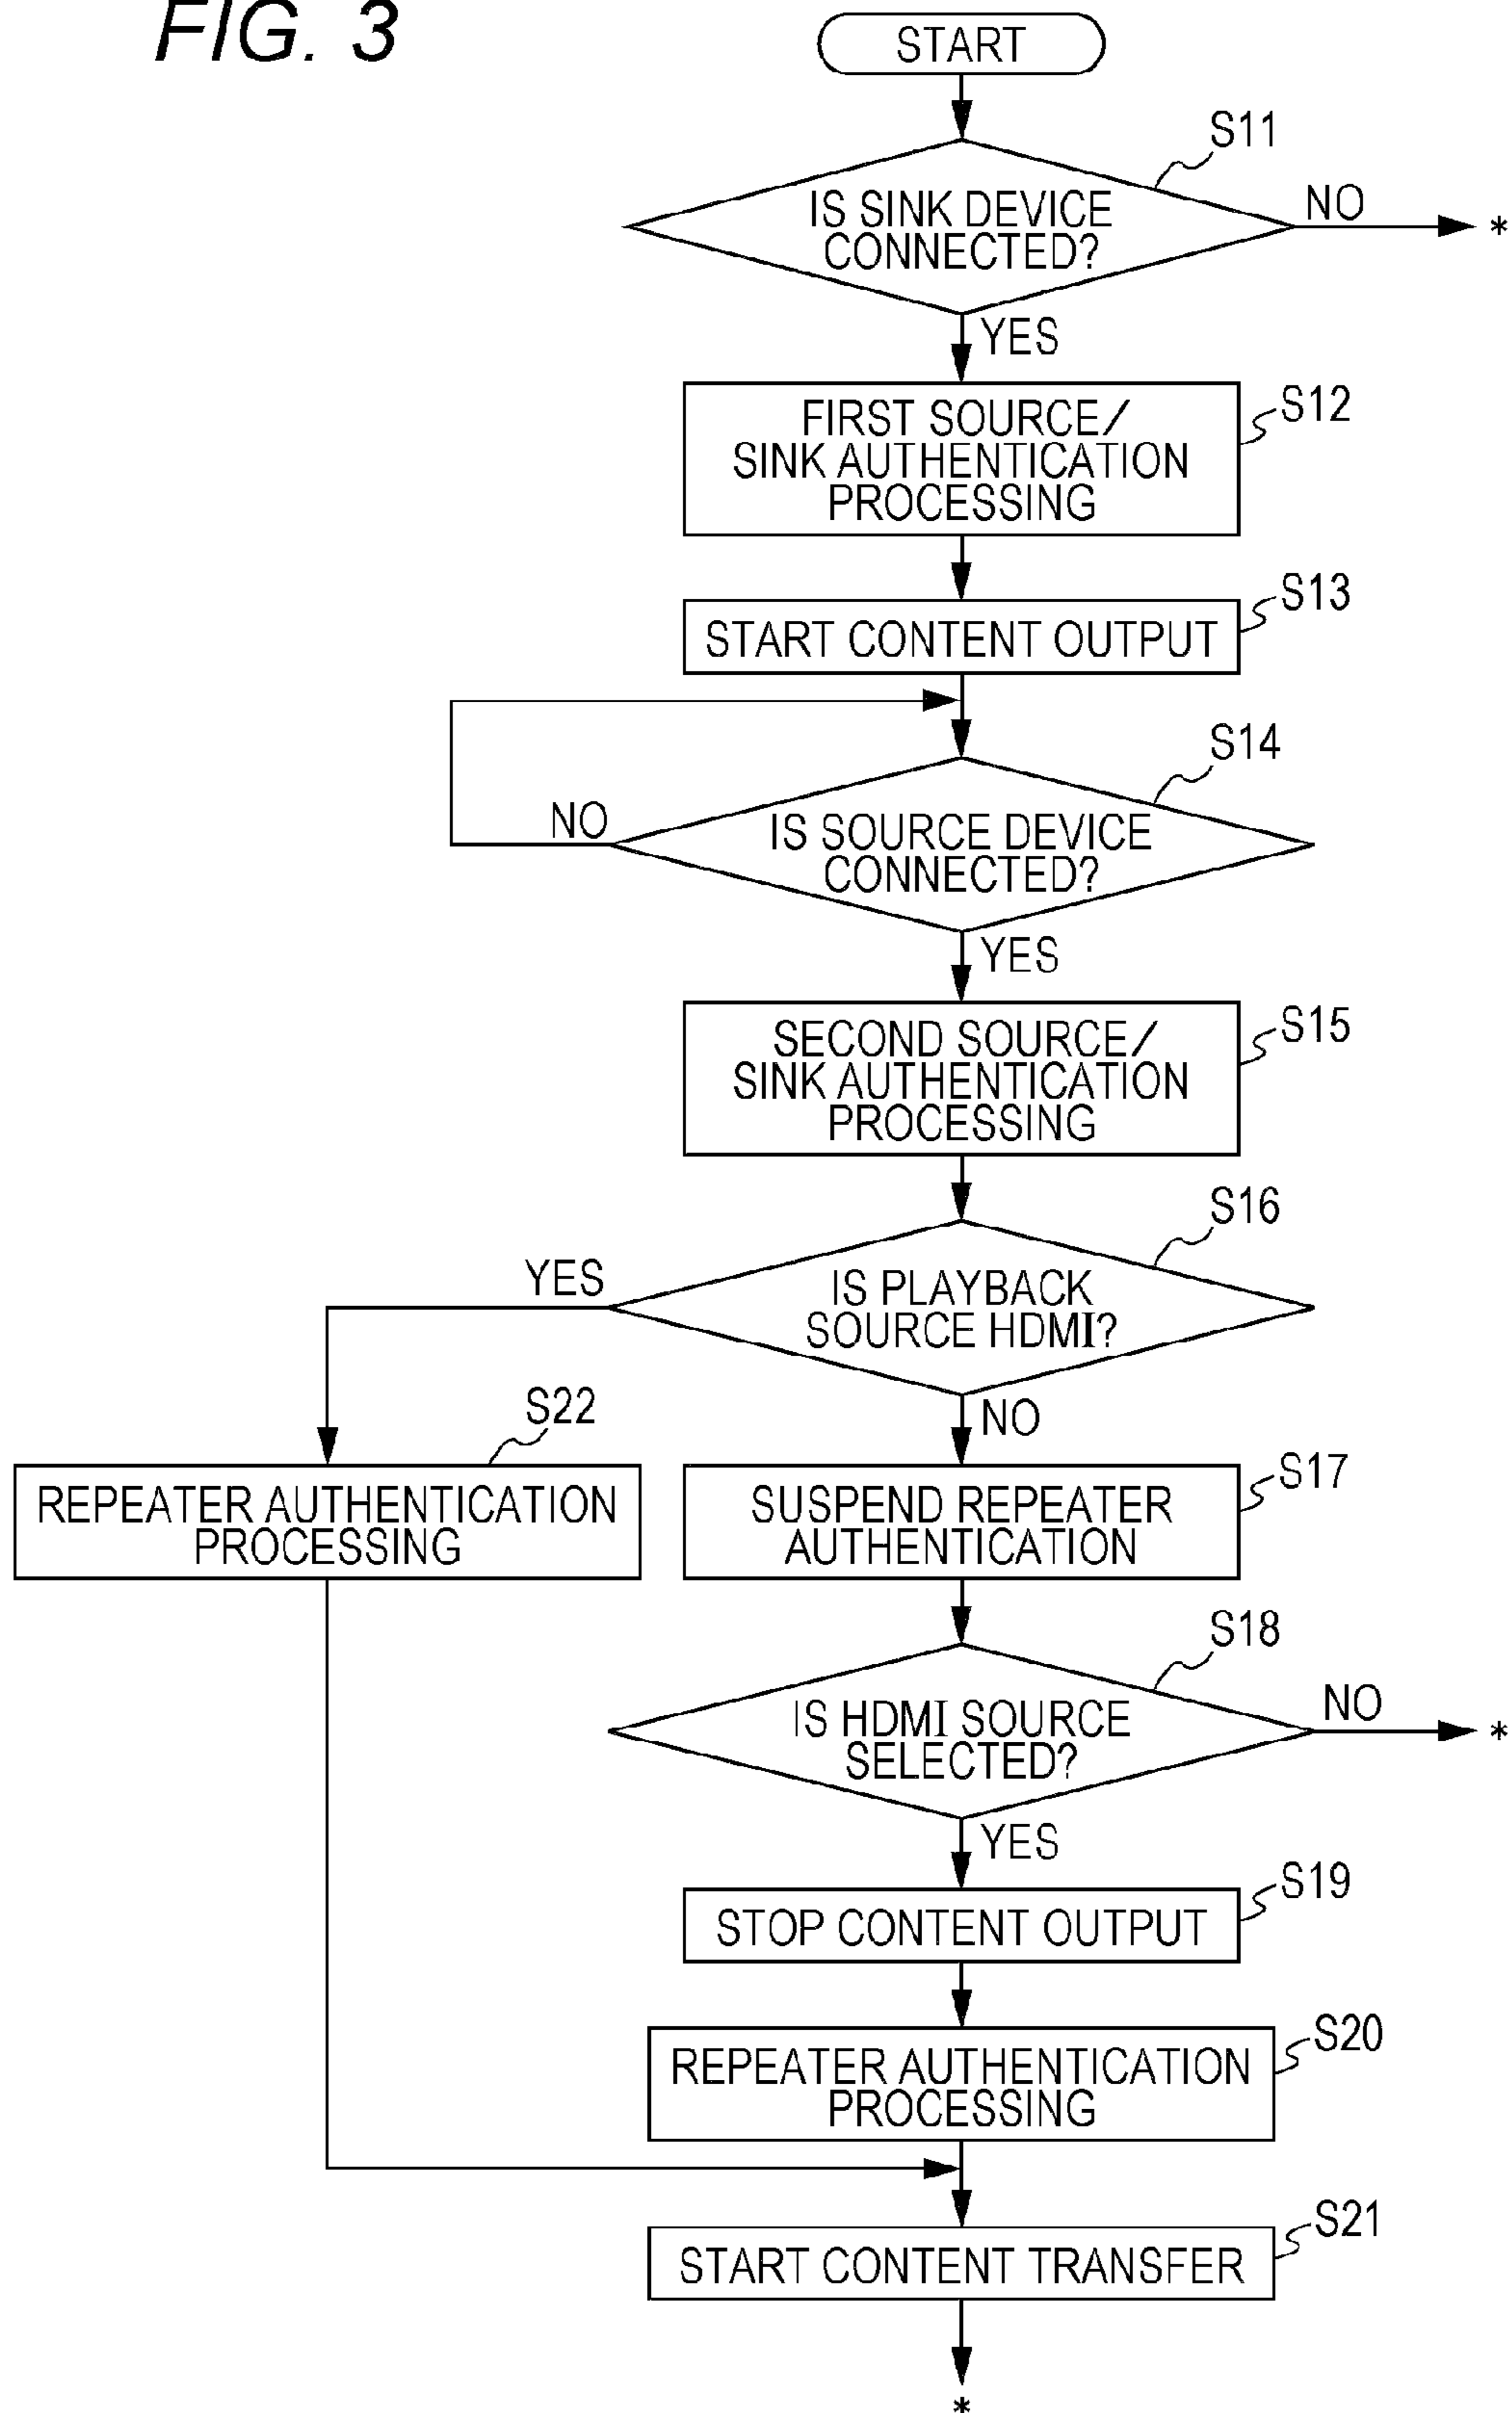 FIG. 3
START
S11
IS SINK DEVICE
CONNECTED?
NO
*
YES
S12
FIRST SOURCE/
SINK AUTHENTICATION
PROCESSING
S13
START CONTENT OUTPUT
S14
NO
IS SOURCE DEVICE
CONNECTED?
YES
S15
SECOND SOURCE/
SINK AUTHENTICATION
PROCESSING
S16
YES
IS PLAYBACK
SOURCE HDMI?
NO
S22
REPEATER AUTHENTICATION
PROCESSING
S17
SUSPEND REPEATER
AUTHENTICATION
S18
IS HDMI SOURCE
SELECTED?
NO
*
YES
S19
STOP CONTENT OUTPUT
S20
REPEATER AUTHENTICATION
PROCESSING
S21
START CONTENT TRANSFER
*